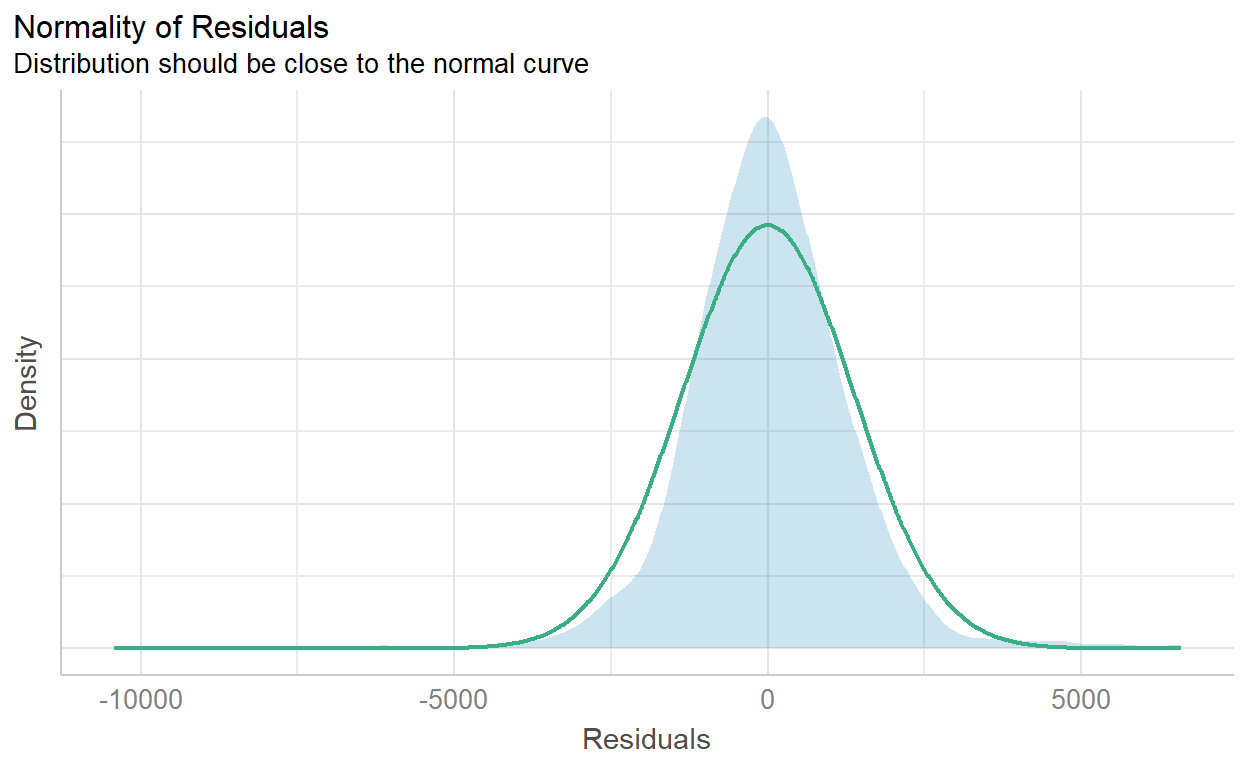 Normality of Residuals
Distribution should be close to the normal curve
Density
-10000
-5000
0
5000
Residuals